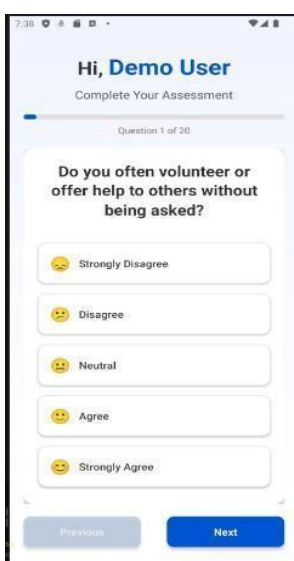 7:38
Hi, Demo User
Complete Your Assessment
Question 1 of 20
Do you often volunteer or
offer help to others without
being asked?
Strongly Disagree
Disagree
Neutral
Agree
Strongly Agree
Previous
Next